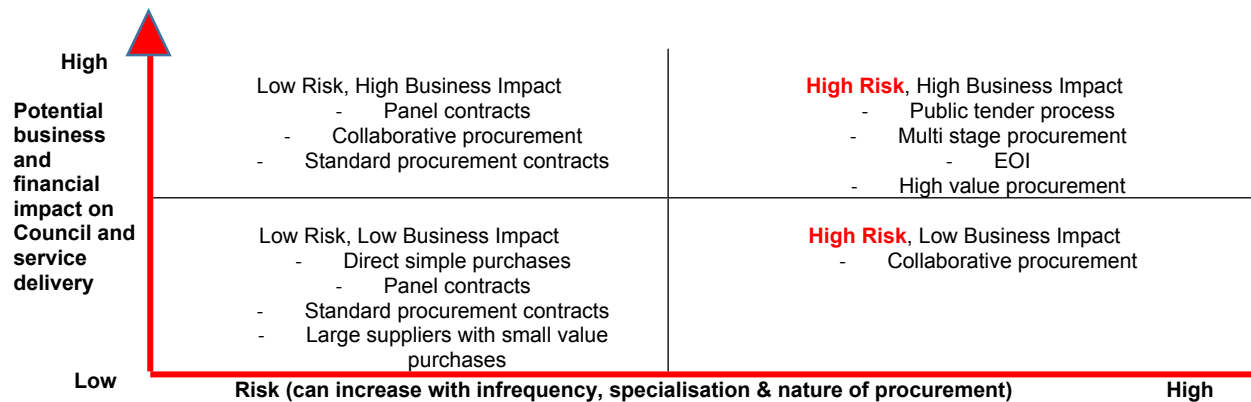 High
Potential
business
and
financial
impact on
Council and
service
delivery
Low
Low Risk, High Business Impact
- Panel contracts
- Collaborative procurement
- Standard procurement contracts
High Risk, High Business Impact
- Public tender process
- Multi stage procurement
- EOI
- High value procurement
Low Risk, Low Business Impact
- Direct simple purchases
- Panel contracts
- Standard procurement contracts
- Large suppliers with small value
purchases
High Risk, Low Business Impact
- Collaborative procurement
Risk (can increase with infrequency, specialisation & nature of procurement)
High